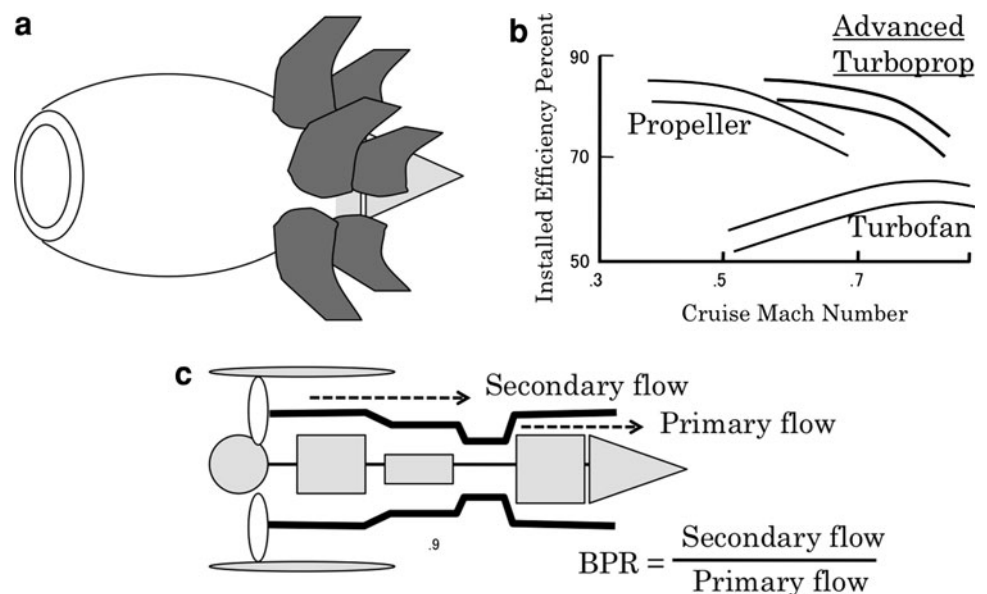 a
b
Advanced
Turboprop
Installed Efficiency Percent
90
70
50
Propeller
Turbofan
.3
.5
.7
Cruise Mach Number
c
Secondary flow
Primary flow
.9
BPR = Secondary flow
Primary flow